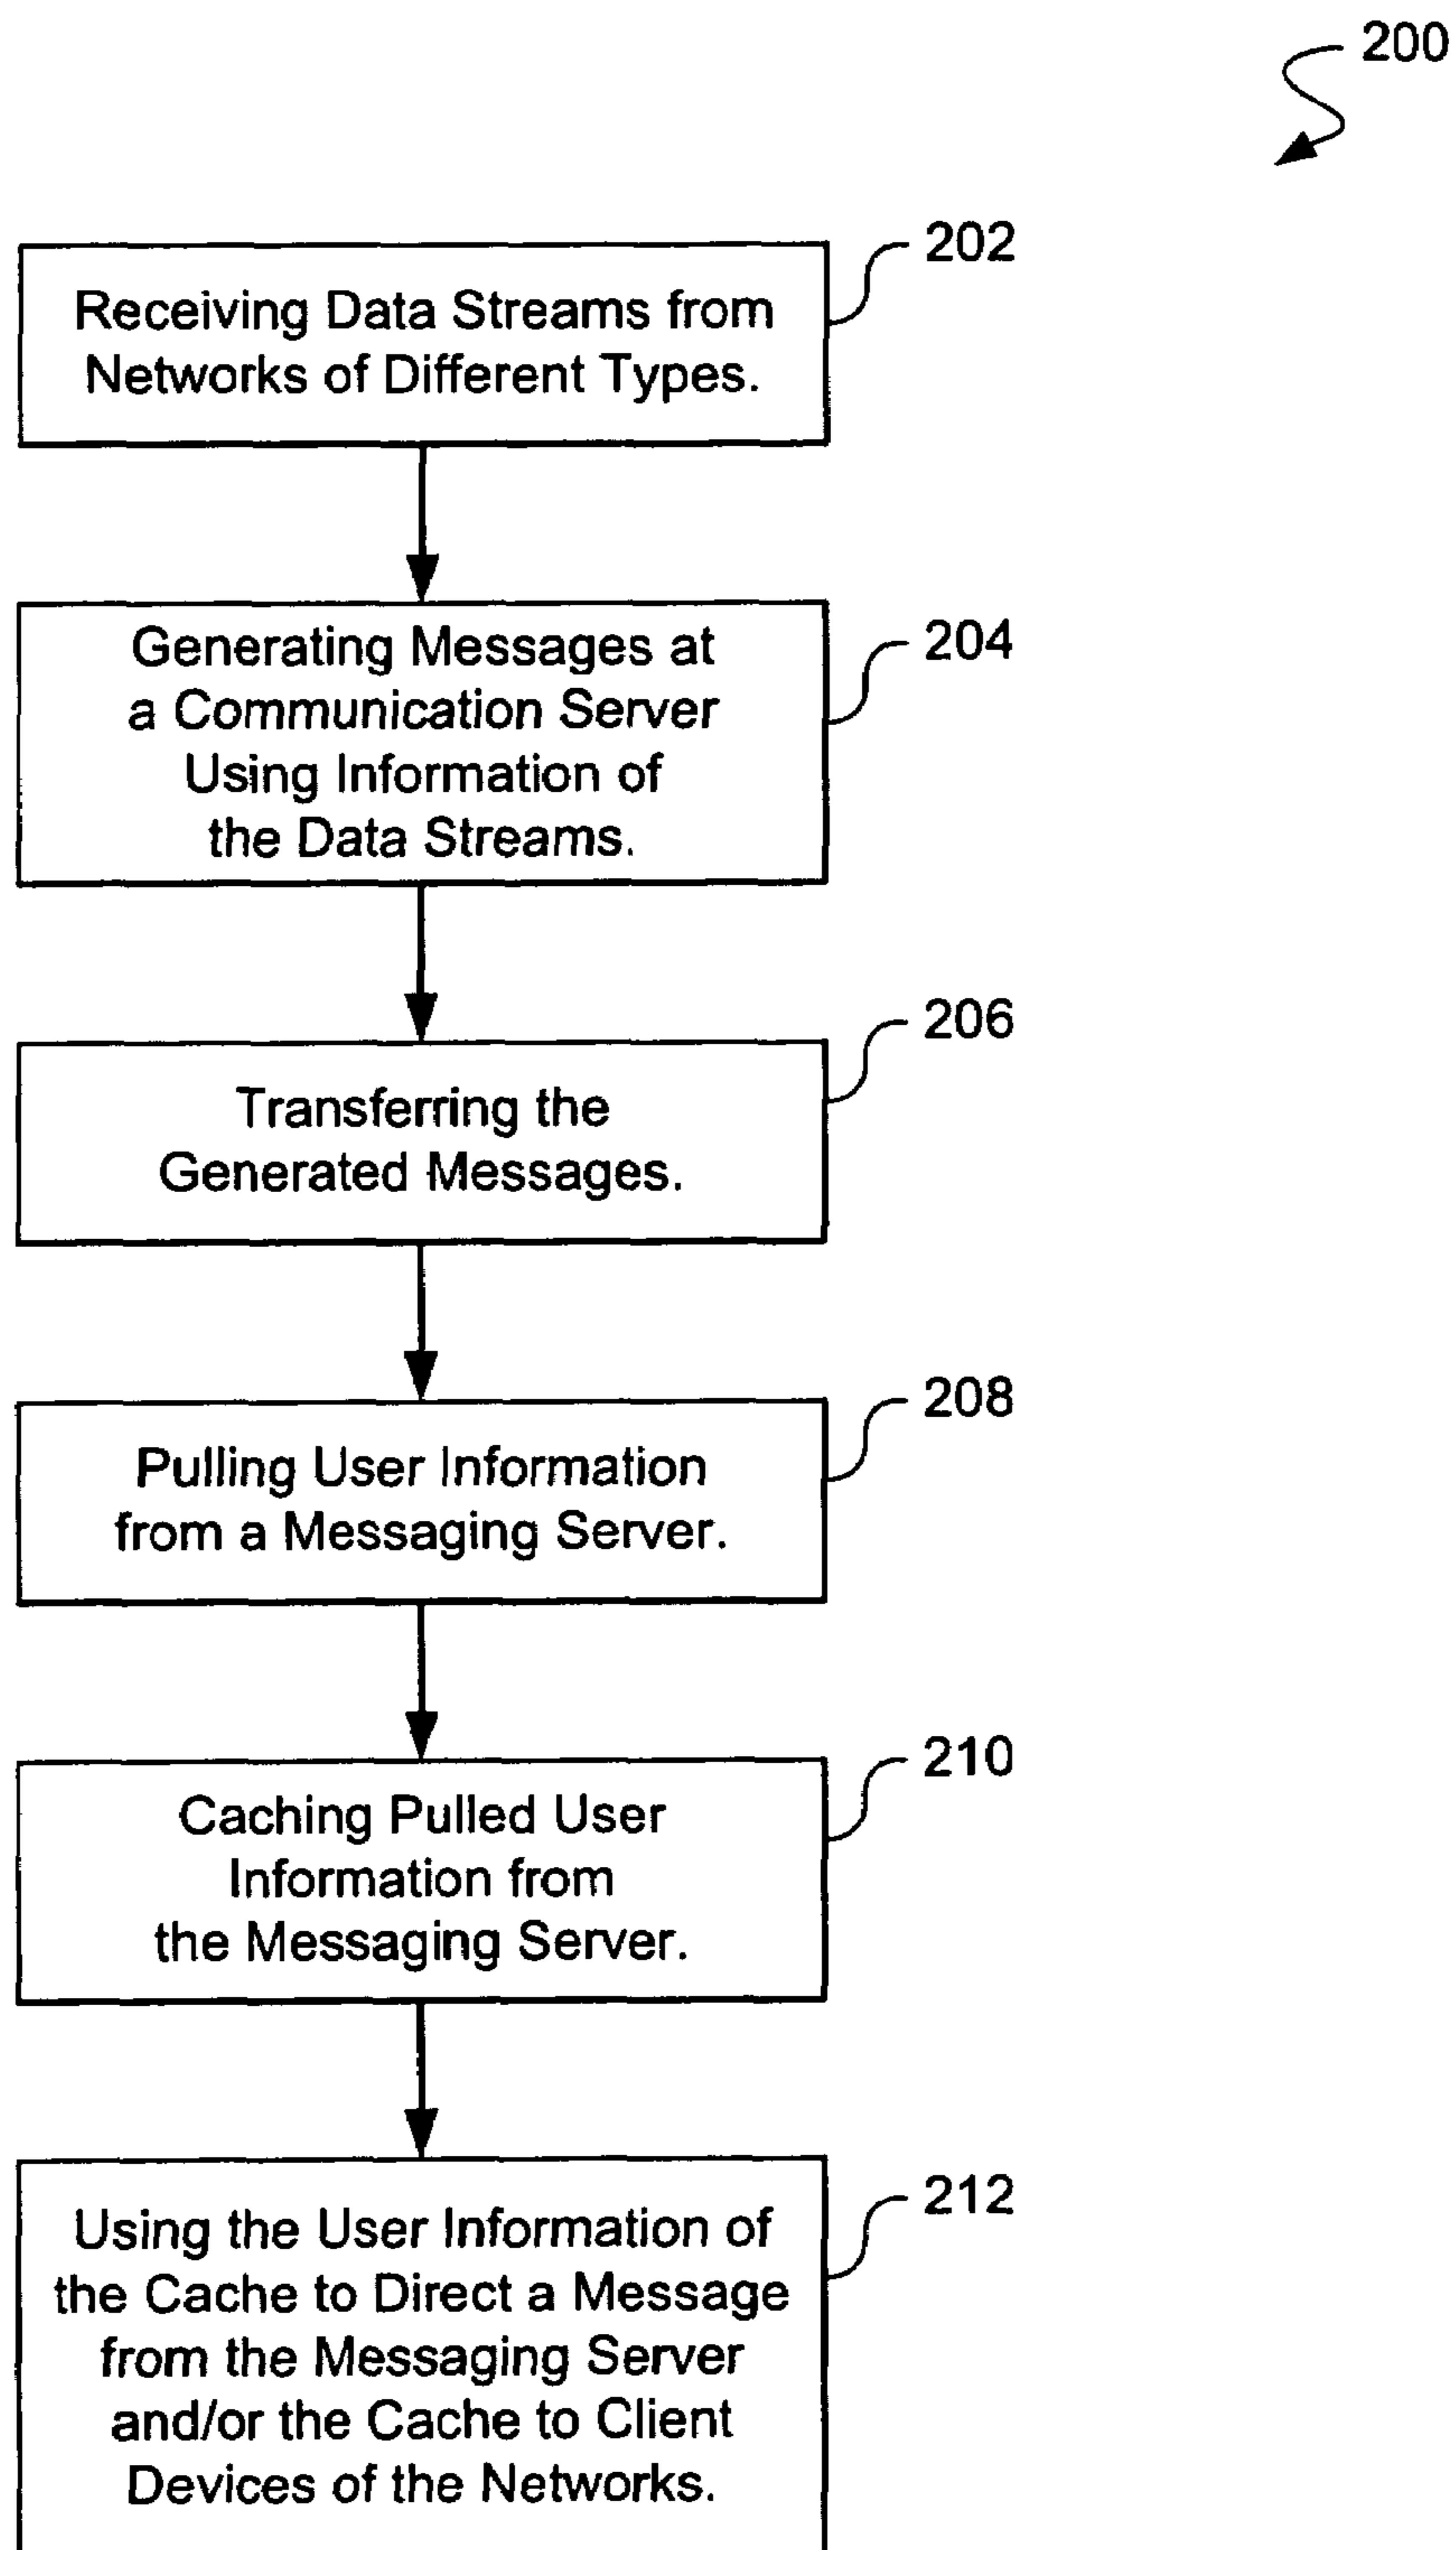 200
202
Receiving Data Streams from
Networks of Different Types.
204
Generating Messages at
a Communication Server
Using Information of
the Data Streams.
206
Transferring the
Generated Messages.
208
Pulling User Information
from a Messaging Server.
210
Caching Pulled User
Information from
the Messaging Server.
212
Using the User Information of
the Cache to Direct a Message
from the Messaging Server
and/or the Cache to Client
Devices of the Networks.